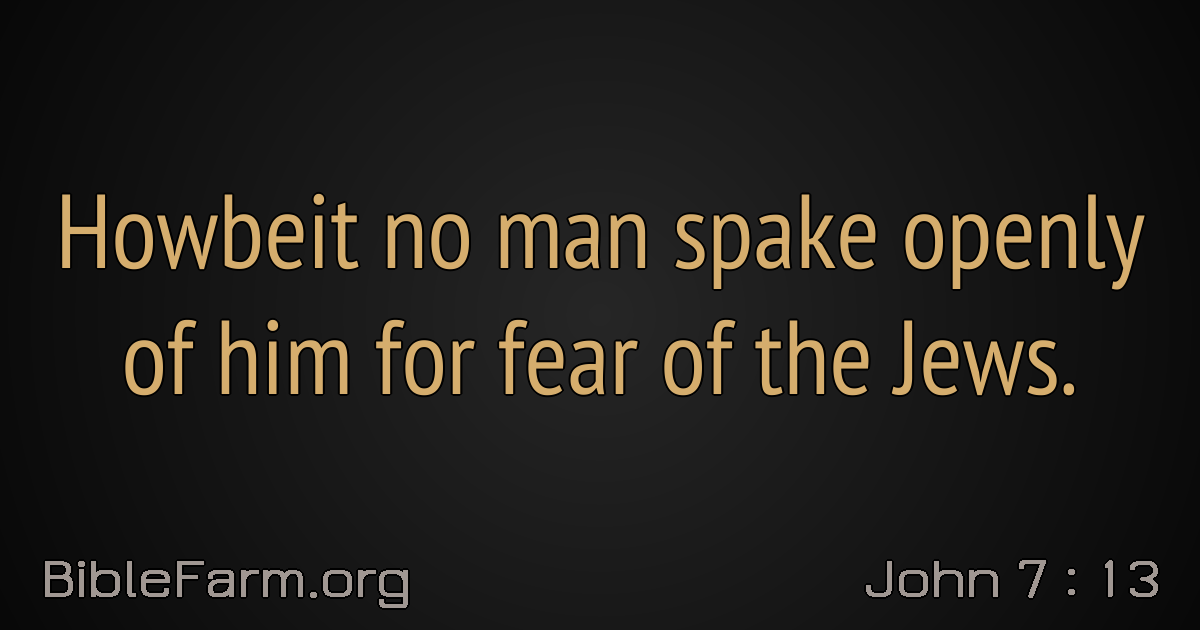 Howbeit no man spake openly
of him for fear of the Jews.
BibleFarm.org
John 7 : 13